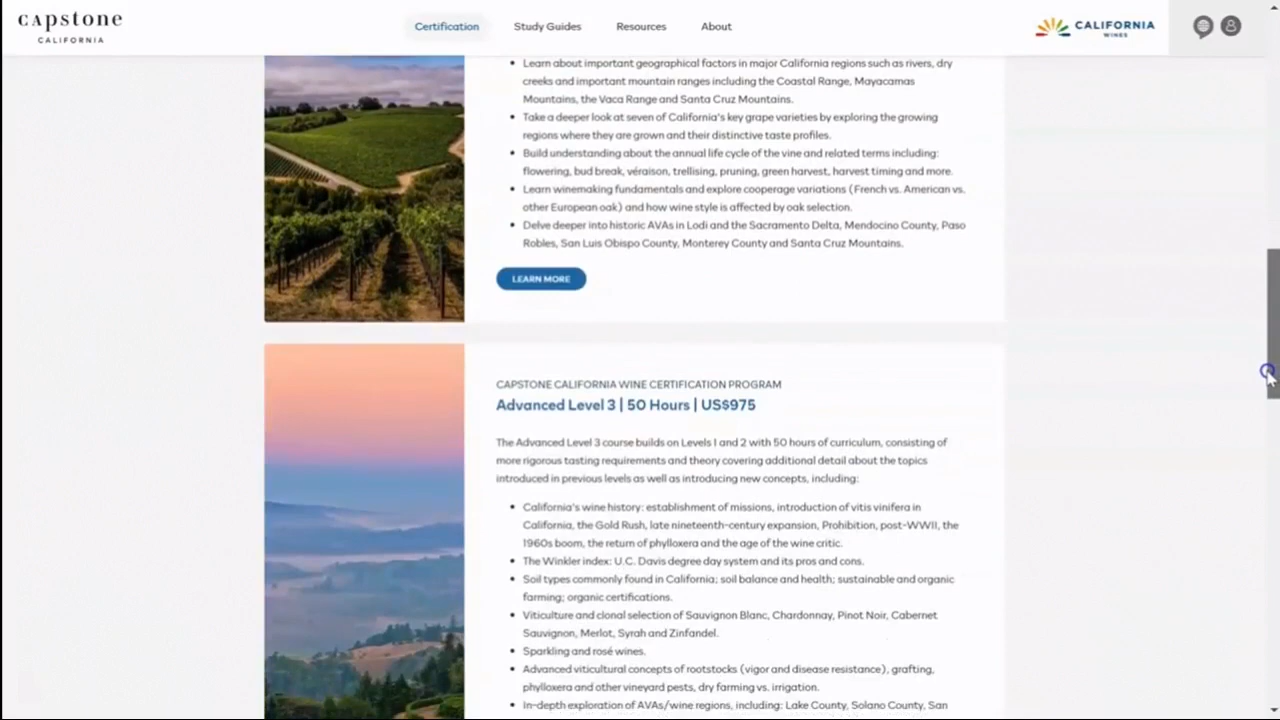 capstone
CALIFORNIA
Certification
Study Guides
Resources
About
CALIFORNIA
WINES
Learn about important geographical factors in major California regions such as rivers, dry
creeks and important mountain ranges including the Coastal Range, Mayacamas
Mountains, the Vaca Range and Santa Cruz Mountains.
Take a deeper look at seven of California's key grape varieties by exploring the growing
regions where they are grown and their distinctive taste profiles.
Build understanding about the annual life cycle of the vine and related terms including:
flowering, bud break, véraison, trellising, pruning, green harvest, harvest timing and more.
Learn winemaking fundamentals and explore cooperage variations (French vs. American vs.
other European oak) and how wine style is affected by oak selection.
Delve deeper into historic AVAs in Lodi and the Sacramento Delta, Mendocino County, Paso
Robles, San Luis Obispo County, Monterey County and Santa Cruz Mountains.
LEARN MORE
CAPSTONE CALIFORNIA WINE CERTIFICATION PROGRAM
Advanced Level 3 | 50 Hours | US$975
The Advanced Level 3 course builds on Levels 1 and 2 with 50 hours of curriculum, consisting of
more rigorous tasting requirements and theory covering additional detail about the topics
introduced in previous levels as well as introducing new concepts, including:
California's wine history: establishment of missions, introduction of vitis vinifera in
California, the Gold Rush, late nineteenth-century expansion, Prohibition, post-WWII, the
1960s boom, the return of phylloxera and the age of the wine critic.
The Winkler index: U.C. Davis degree day system and its pros and cons.
Soil types commonly found in California; soil balance and health; sustainable and organic
farming; organic certifications.
Viticulture and clonal selection of Sauvignon Blanc, Chardonnay, Pinot Noir, Cabernet
Sauvignon, Merlot, Syrah and Zinfandel.
Sparkling and rosé wines.
Advanced viticultural concepts of rootstocks (vigor and disease resistance), grafting,
phylloxera and other vineyard pests, dry farming vs. irrigation.
In-depth exploration of AVAs/wine regions, including: Lake County, Solano County, San